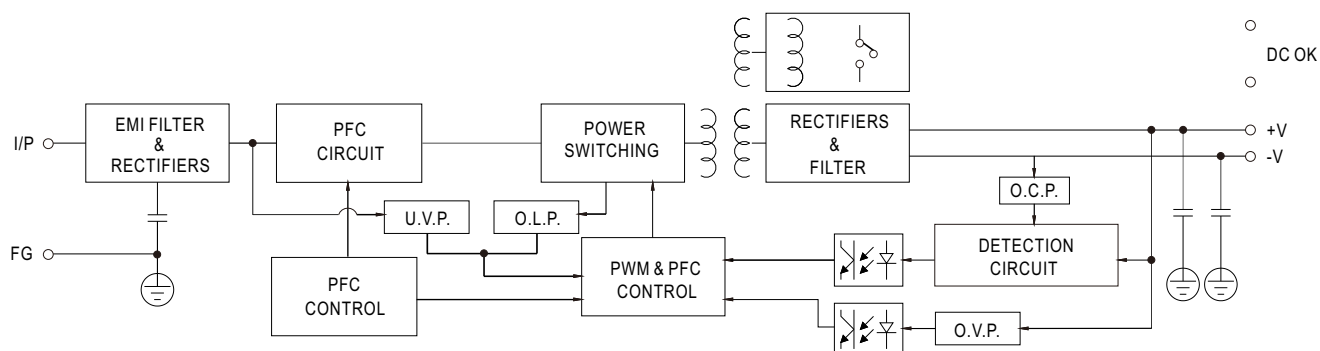 DC OK
I/P
EMI FILTER
&
RECTIFIERS
PFC
CIRCUIT
POWER
SWITCHING
RECTIFIERS
&
FILTER
+V
-V
O.C.P.
U.V.P.
O.L.P.
FG
DETECTION
CIRCUIT
PFC
CONTROL
PWM & PFC
CONTROL
O.V.P.